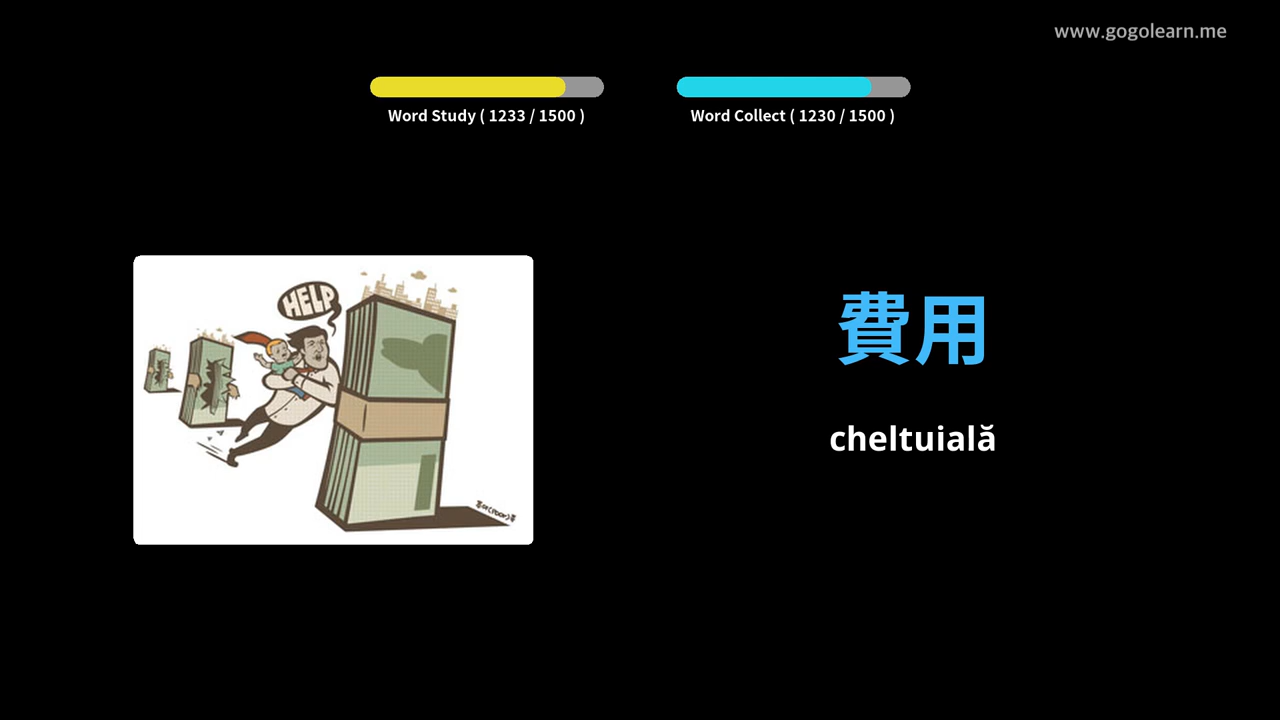 www.gogolearn.me
Word Study ( 1233 / 1500 )
Word Collect ( 1230 / 1500 )
HELP
費用
cheltuială